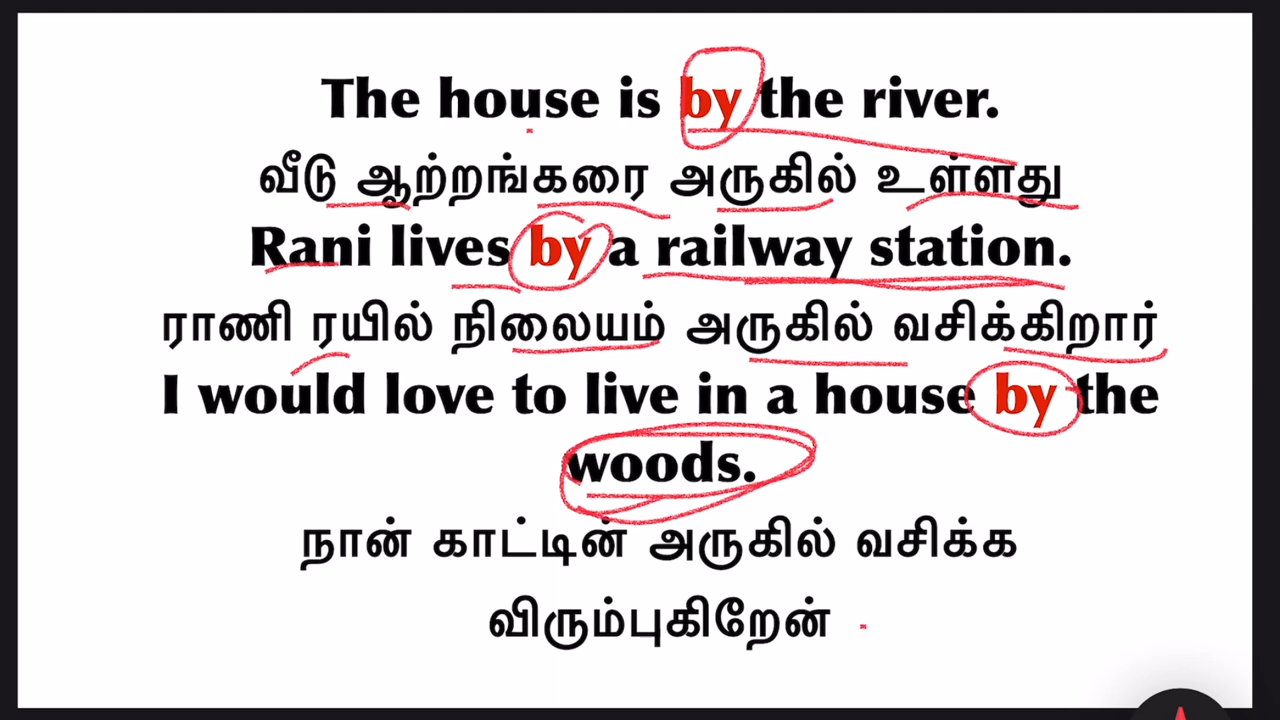 The house is by the river.
வீடு ஆற்றங்கரை அருகில் உள்ளது
Rani lives by a railway station.
ராணி ரயில் நிலையம் அருகில் வசிக்கிறார்
I would love to live in a house by the
woods.
நான் காட்டின் அருகில் வசிக்க
விரும்புகிறேன்